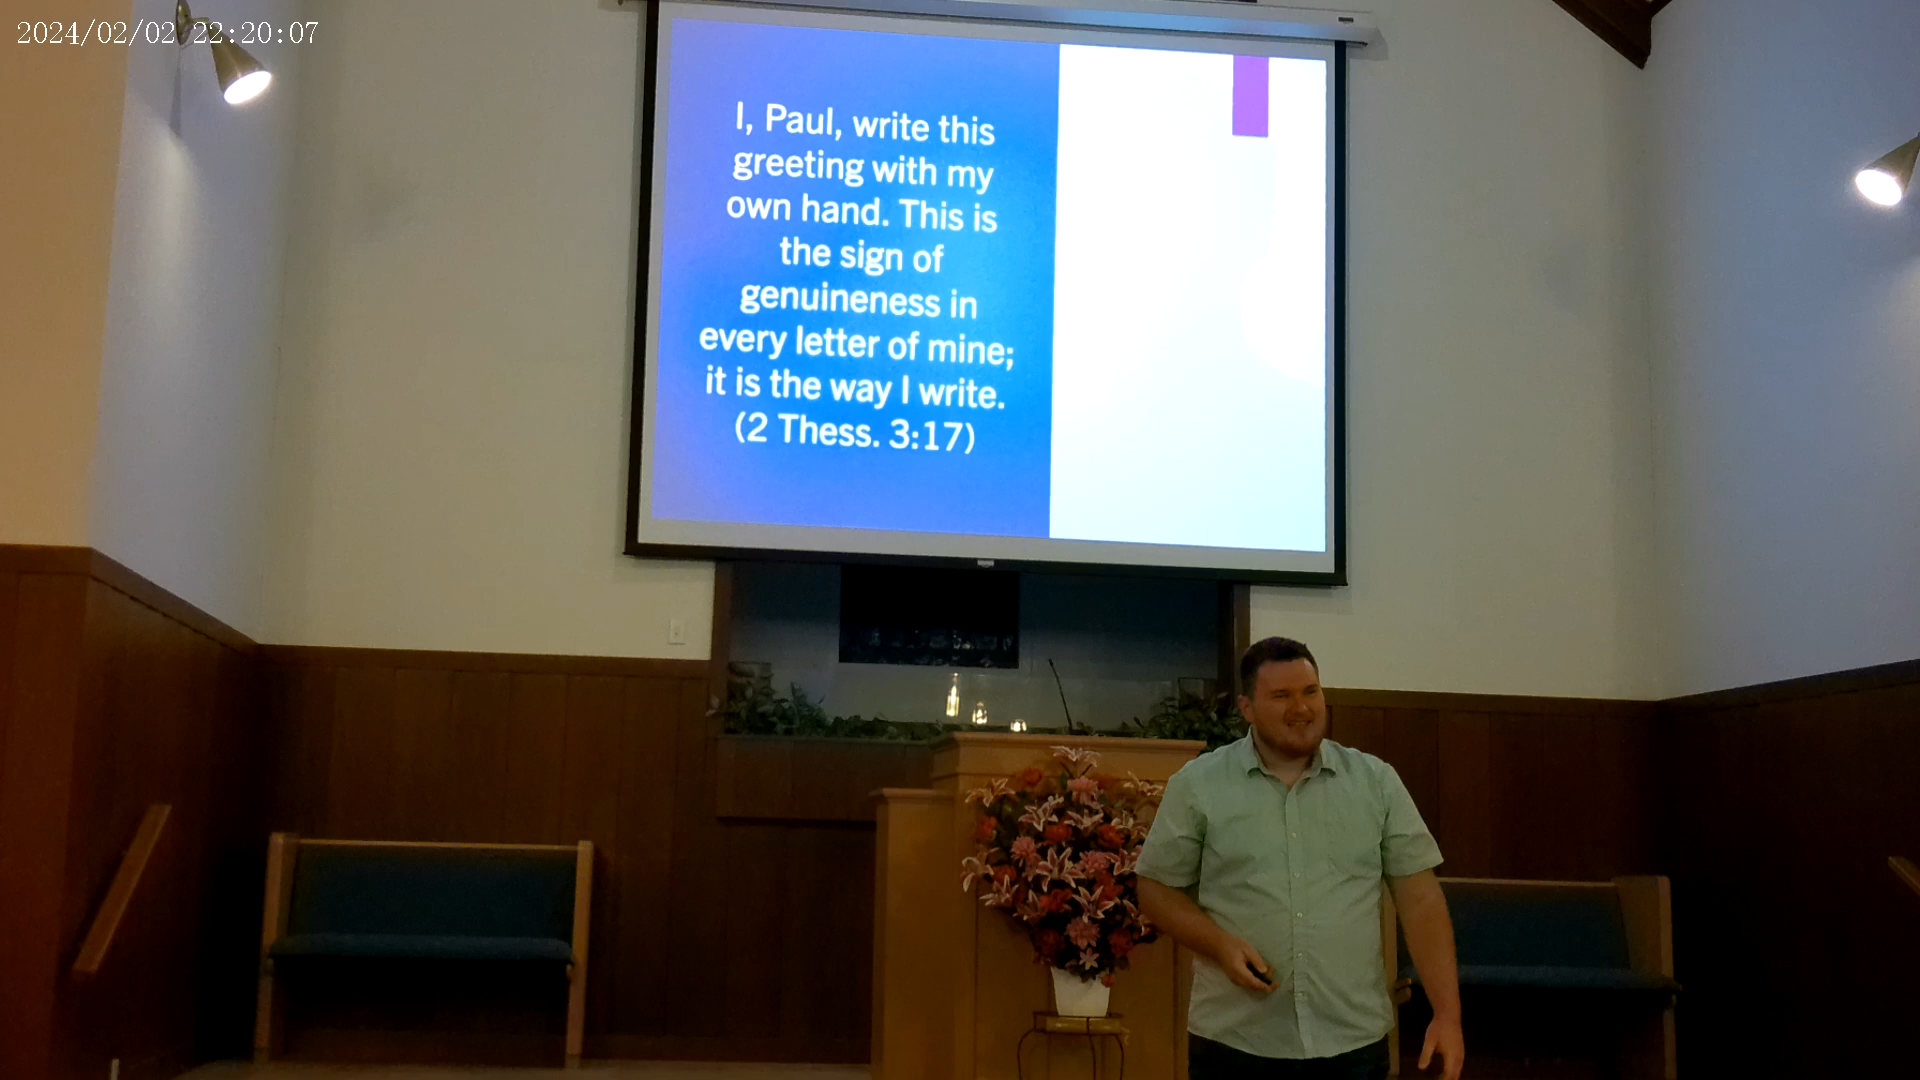 2024/02/02 22:20:07
I, Paul, write this
greeting with my
own hand. This is
the sign of
genuineness in
every letter of mine;
it is the way I write.
(2 Thess. 3:17)